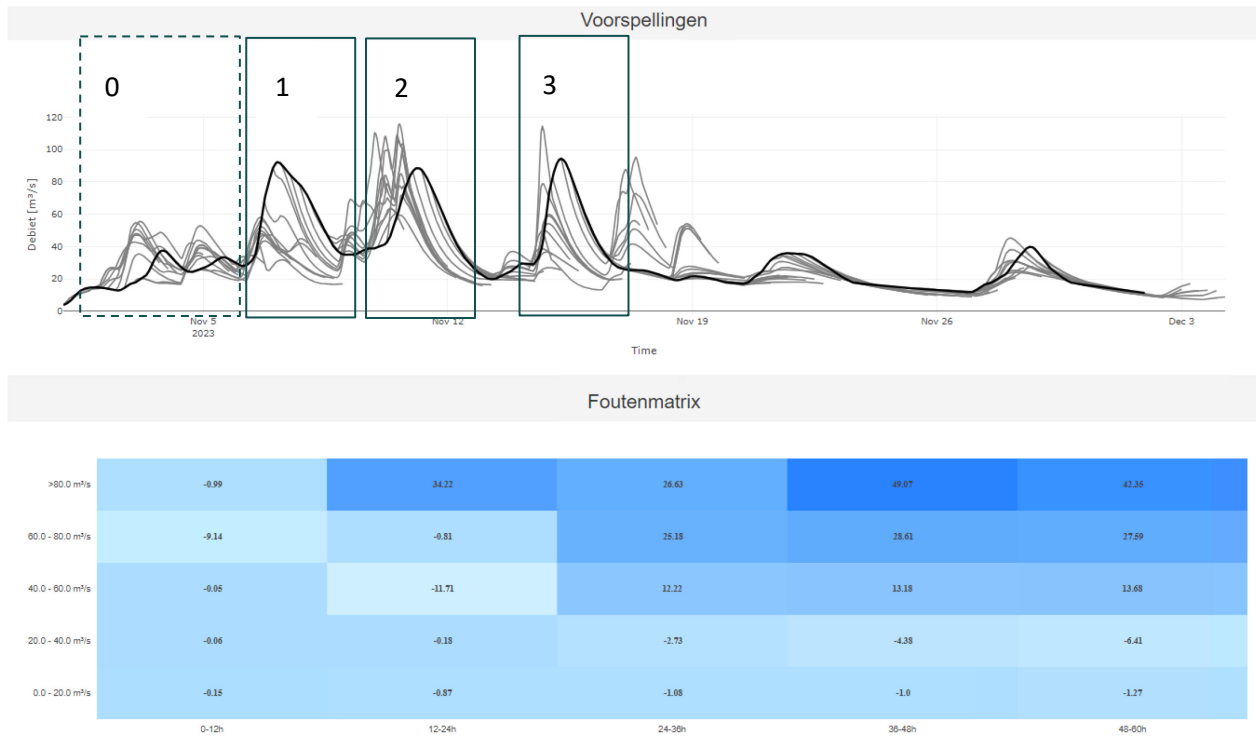 Voorspellingen
0
1
2
3
120
100
80
60
40
20
0
Debiet [m³/s]
Nov 5
2023
Nov 12
Nov 19
Nov 26
Dec 3
Time
Foutenmatrix
>80.0 m³/s -0.99 34.22 26.63 49.07 42.35
60.0 - 80.0 m³/s -9.14 -0.81 25.18 28.61 27.59
40.0 - 60.0 m³/s -0.05 -11.71 12.22 13.18 13.68
20.0 - 40.0 m³/s -0.06 -0.18 -2.73 -4.38 -6.41
0.0 - 20.0 m³/s -0.15 -0.87 -1.08 -1.0 -1.27
0-12h 12-24h 24-36h 36-48h 48-60h